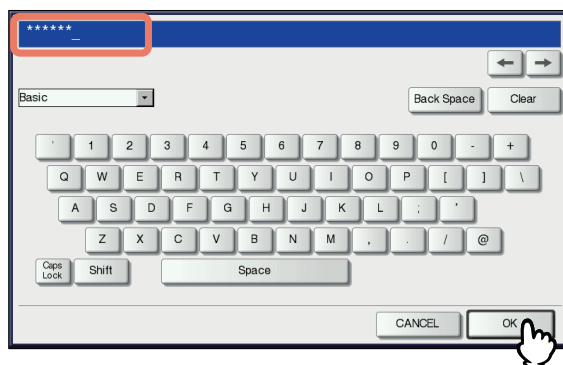 ******_
Basic
Back Space Clear
' 1 2 3 4 5 6 7 8 9 0 - +
Q W E R T Y U I O P [ ] \
A S D F G H J K L ; '
Z X C V B N M , . / @
Caps Lock Shift Space
CANCEL OK